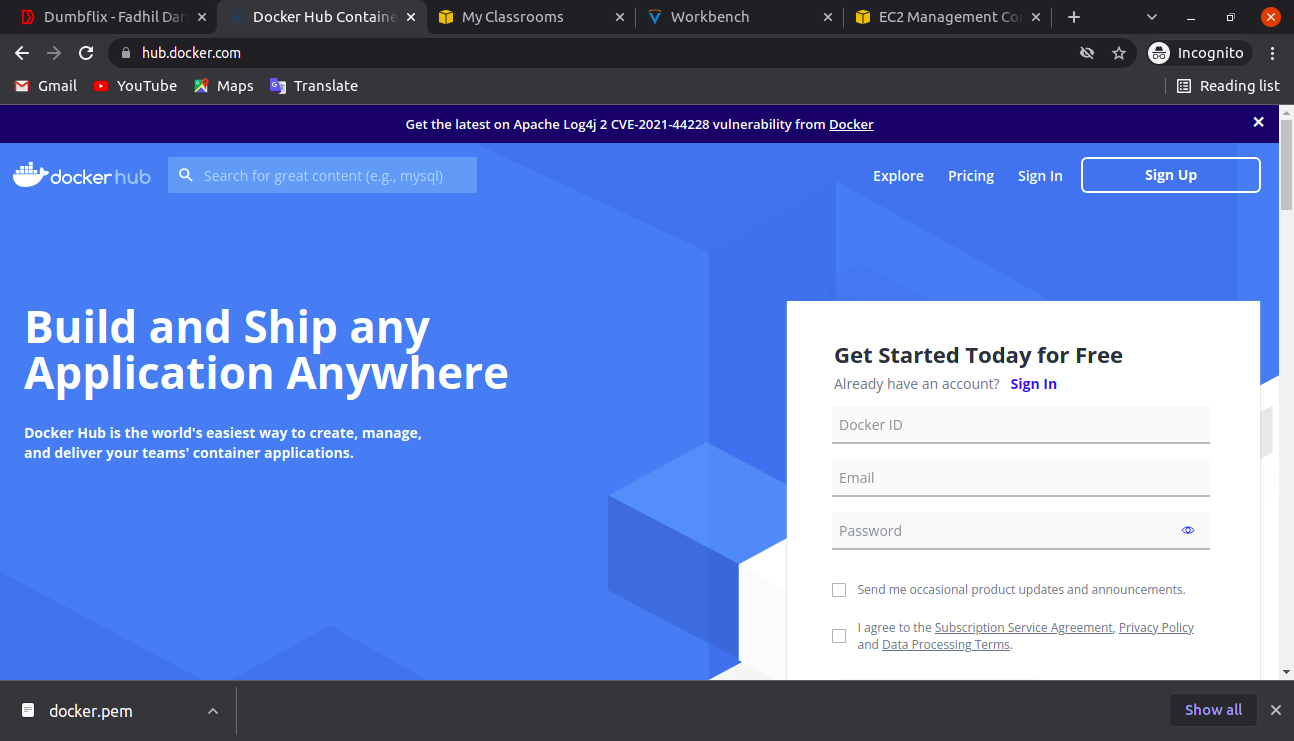 Dumbflix - Fadhil Dar
Docker Hub Containe
My Classrooms
Workbench
EC2 Management Co
hub.docker.com
Incognito
Gmail
YouTube
Maps
Translate
Reading list
Get the latest on Apache Log4j 2 CVE-2021-44228 vulnerability from Docker
docker hub
Search for great content (e.g., mysql)
Explore
Pricing
Sign In
Sign Up
Build and Ship any
Application Anywhere
Docker Hub is the world's easiest way to create, manage,
and deliver your teams' container applications.
Get Started Today for Free
Already have an account? Sign In
Docker ID
Email
Password
Send me occasional product updates and announcements.
I agree to the Subscription Service Agreement, Privacy Policy
and Data Processing Terms.
docker.pem
Show all